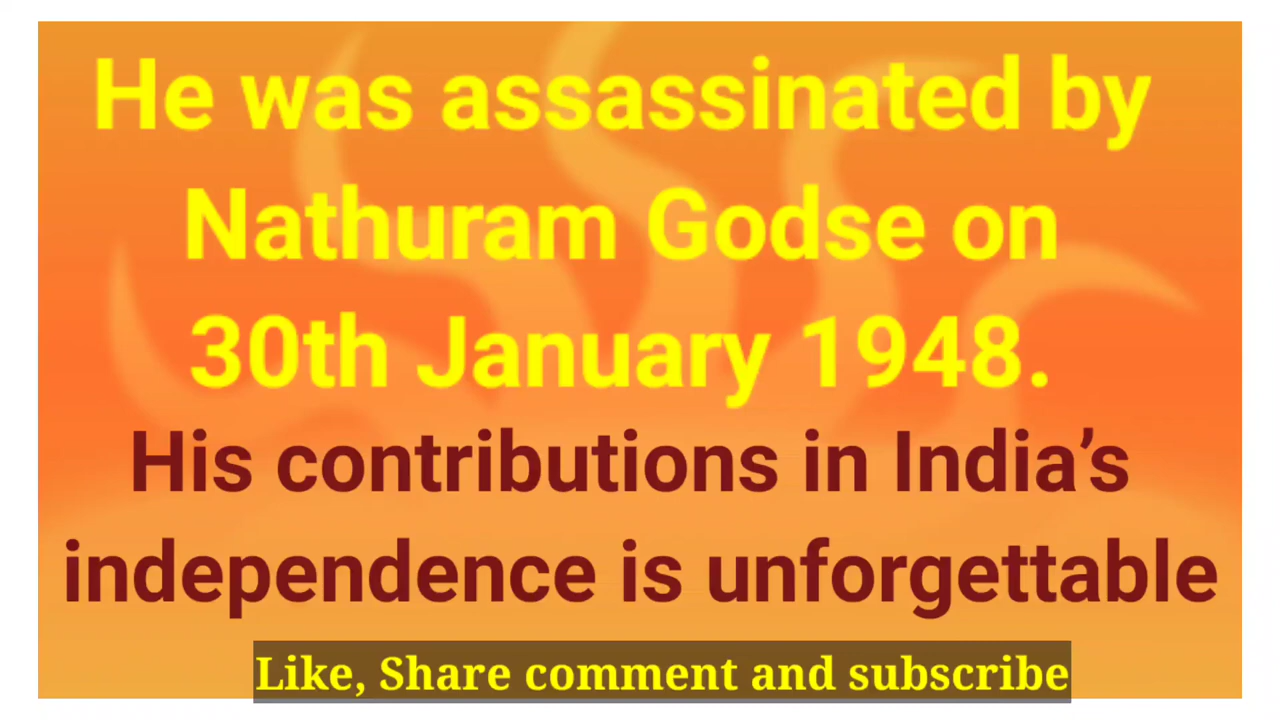 He was assassinated by
Nathuram Godse on
30th January 1948.
His contributions in India’s
independence is unforgettable
Like, Share comment and subscribe